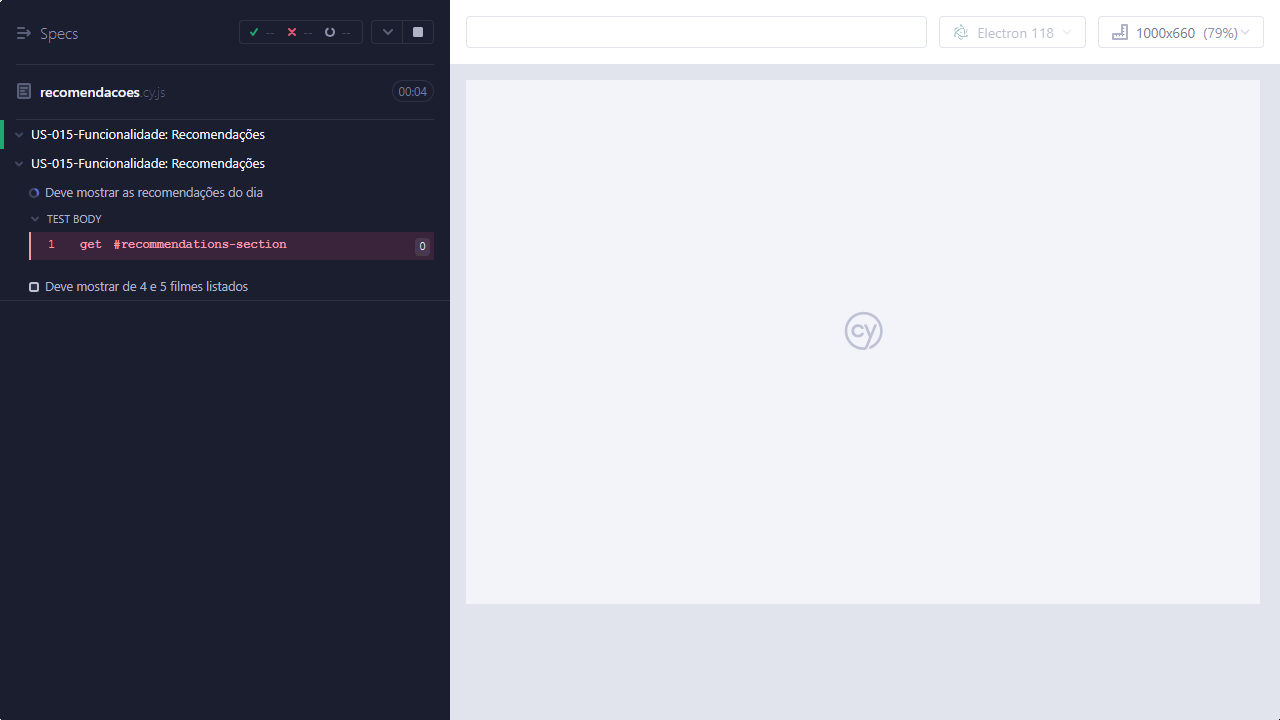 Specs
-- -- --
recomendacoes.cy.js 00:04
US-015-Funcionalidade: Recomendações
US-015-Funcionalidade: Recomendações
Deve mostrar as recomendações do dia
TEST BODY
1 get #recommendations-section 0
Deve mostrar de 4 e 5 filmes listados
Electron 118
1000x660 (79%)
cy